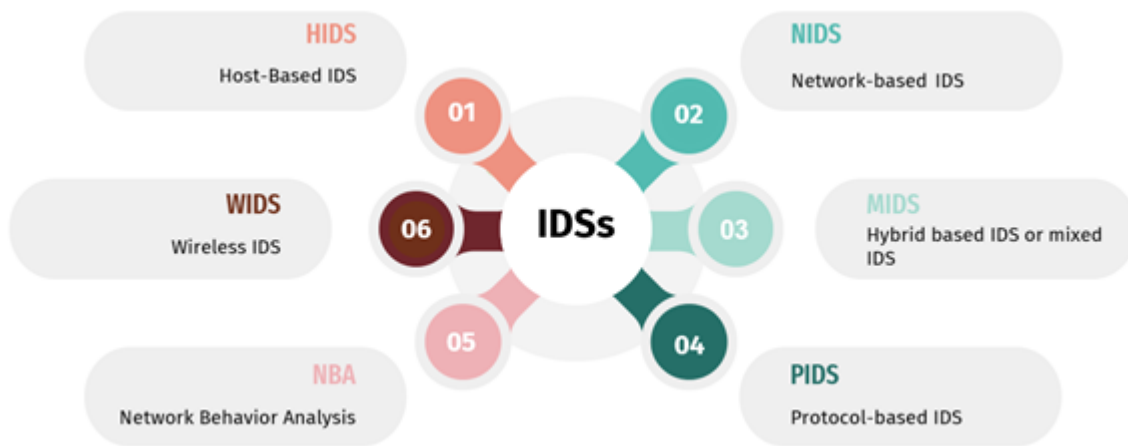 HIDS
Host-Based IDS
01
NIDS
Network-based IDS
02
WIDS
Wireless IDS
06
IDSs
03
MIDS
Hybrid based IDS or mixed
IDS
05
NBA
Network Behavior Analysis
04
PIDS
Protocol-based IDS